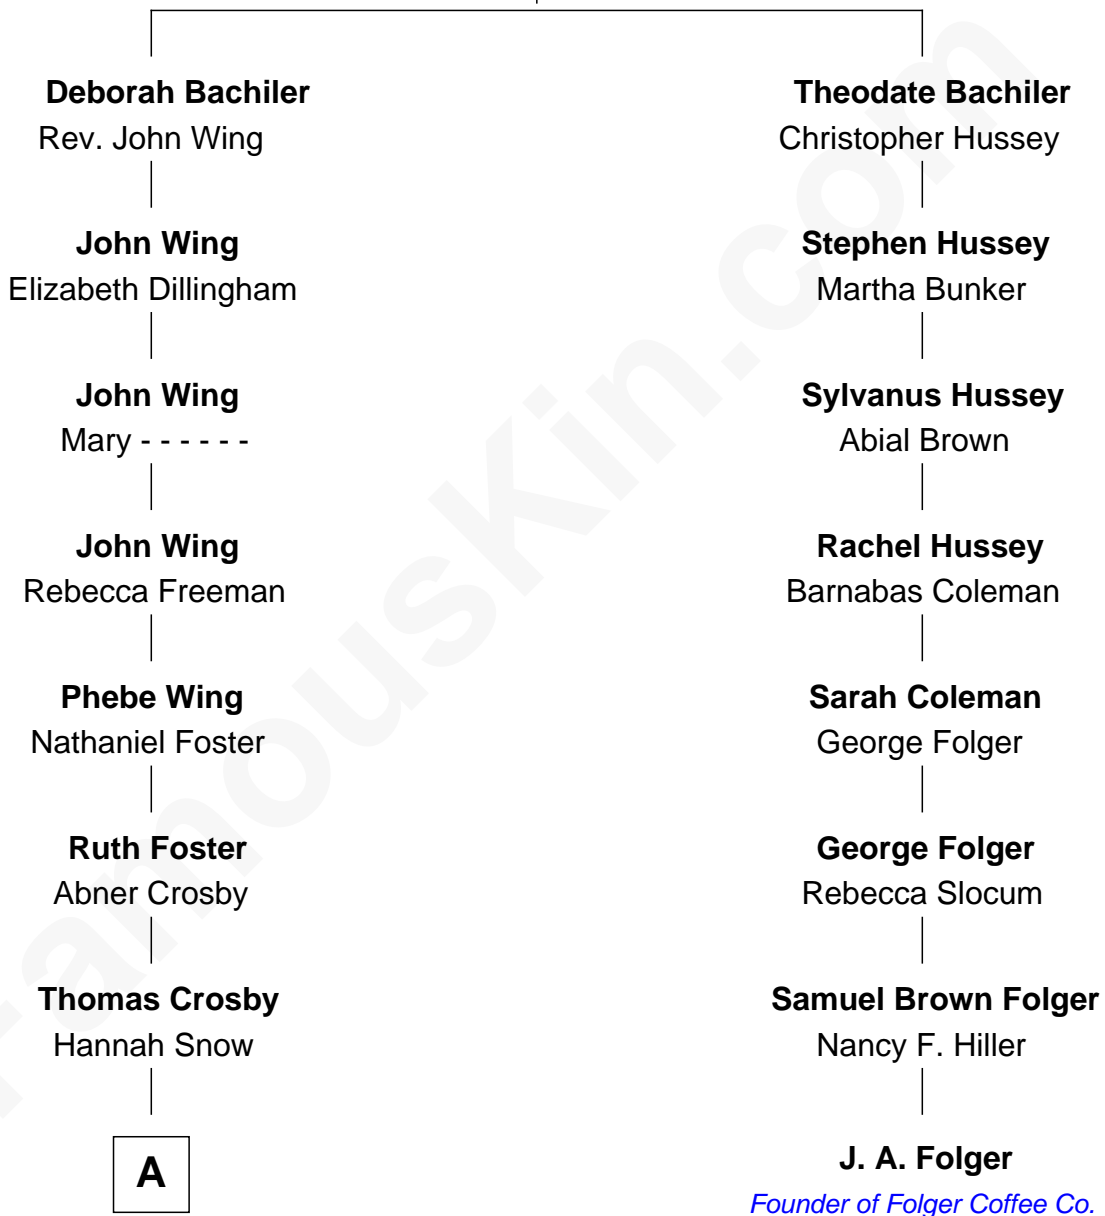 Deborah Bachiler
Rev. John Wing
John Wing
Elizabeth Dillingham
John Wing
Mary - - - - - -
John Wing
Rebecca Freeman
Phebe Wing
Nathaniel Foster
Ruth Foster
Abner Crosby
Thomas Crosby
Hannah Snow
A
Theodate Bachiler
Christopher Hussey
Stephen Hussey
Martha Bunker
Sylvanus Hussey
Abial Brown
Rachel Hussey
Barnabas Coleman
Sarah Coleman
George Folger
George Folger
Rebecca Slocum
Samuel Brown Folger
Nancy F. Hiller
J. A. Folger
Founder of Folger Coffee Co.
FamousKin.com